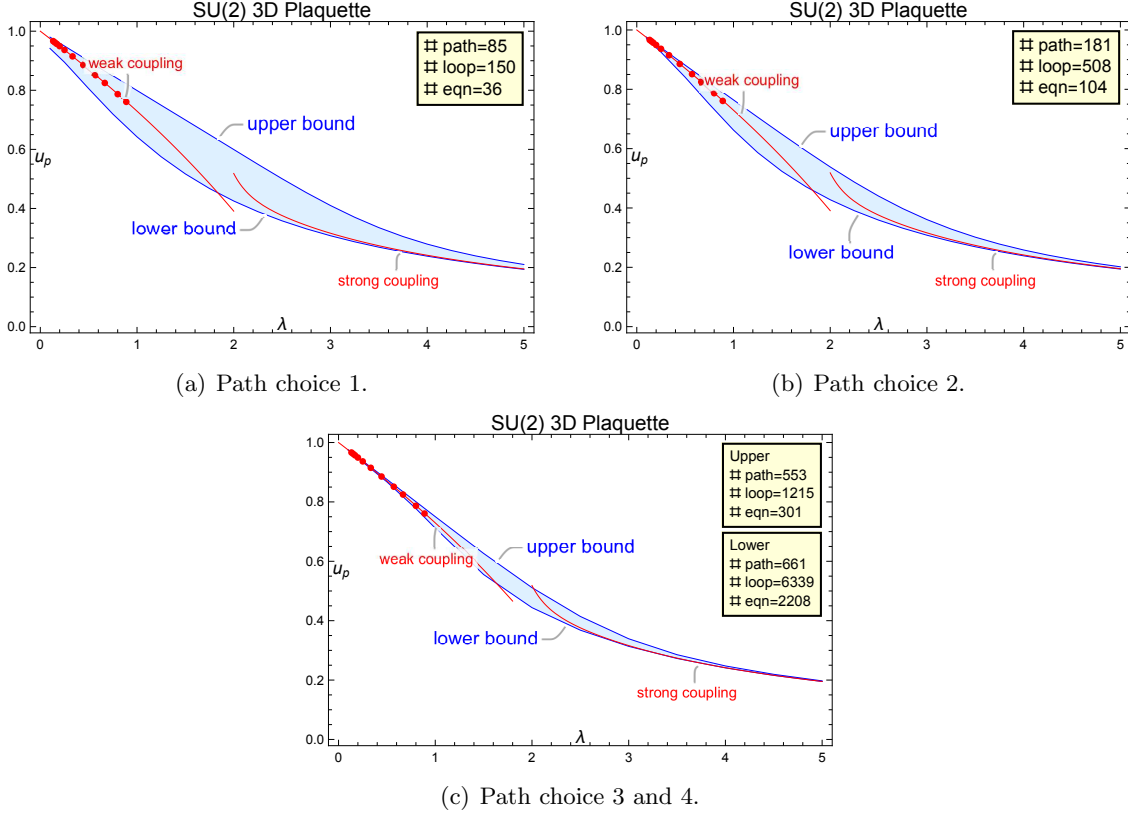 SU(2) 3D Plaquette
1.0
0.8
0.6
0.4
0.2
0.0
u_p
weak coupling
upper bound
lower bound
strong coupling
# path=85
# loop=150
# eqn=36
λ
0 1 2 3 4 5
(a) Path choice 1.
SU(2) 3D Plaquette
1.0
0.8
0.6
0.4
0.2
0.0
u_p
weak coupling
upper bound
lower bound
strong coupling
# path=181
# loop=508
# eqn=104
λ
0 1 2 3 4 5
(b) Path choice 2.
SU(2) 3D Plaquette
1.0
0.8
0.6
0.4
0.2
0.0
u_p
weak coupling
upper bound
lower bound
strong coupling
Upper
# path=553
# loop=1215
# eqn=301
Lower
# path=661
# loop=6339
# eqn=2208
λ
0 1 2 3 4 5
(c) Path choice 3 and 4.